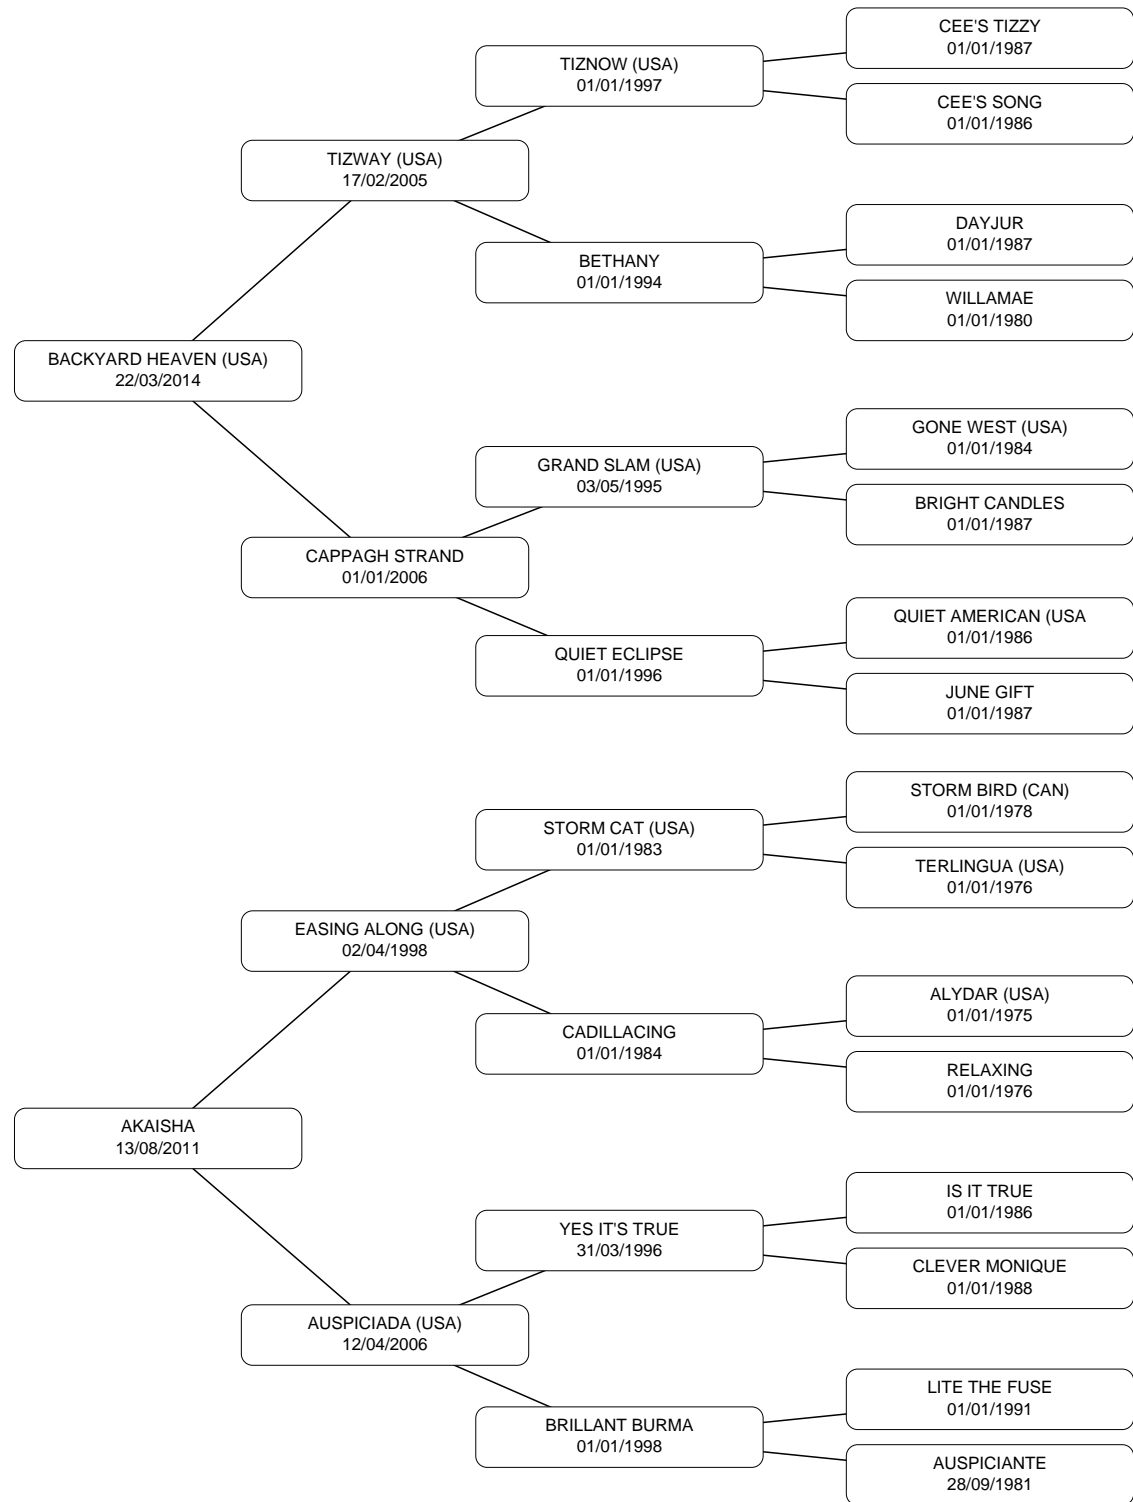 CEE'S TIZZY
01/01/1987
TIZNOW (USA)
01/01/1997
CEE'S SONG
01/01/1986
TIZWAY (USA)
17/02/2005
DAYJUR
01/01/1987
BETHANY
01/01/1994
WILLAMAE
01/01/1980
BACKYARD HEAVEN (USA)
22/03/2014
GONE WEST (USA)
01/01/1984
GRAND SLAM (USA)
03/05/1995
BRIGHT CANDLES
01/01/1987
CAPPAGH STRAND
01/01/2006
QUIET AMERICAN (USA
01/01/1986
QUIET ECLIPSE
01/01/1996
JUNE GIFT
01/01/1987
STORM BIRD (CAN)
01/01/1978
STORM CAT (USA)
01/01/1983
TERLINGUA (USA)
01/01/1976
EASING ALONG (USA)
02/04/1998
ALYDAR (USA)
01/01/1975
CADILLACING
01/01/1984
RELAXING
01/01/1976
AKAISHA
13/08/2011
IS IT TRUE
01/01/1986
YES IT'S TRUE
31/03/1996
CLEVER MONIQUE
01/01/1988
AUSPICIADA (USA)
12/04/2006
LITE THE FUSE
01/01/1991
BRILLANT BURMA
01/01/1998
AUSPICIANTE
28/09/1981